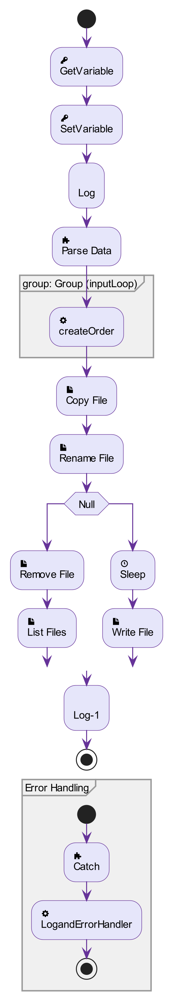 GetVariable
SetVariable
Log
Parse Data
group: Group (inputLoop)
createOrder
Copy File
Rename File
Null
Remove File
Sleep
List Files
Write File
Log-1
Error Handling
Catch
LogandErrorHandler